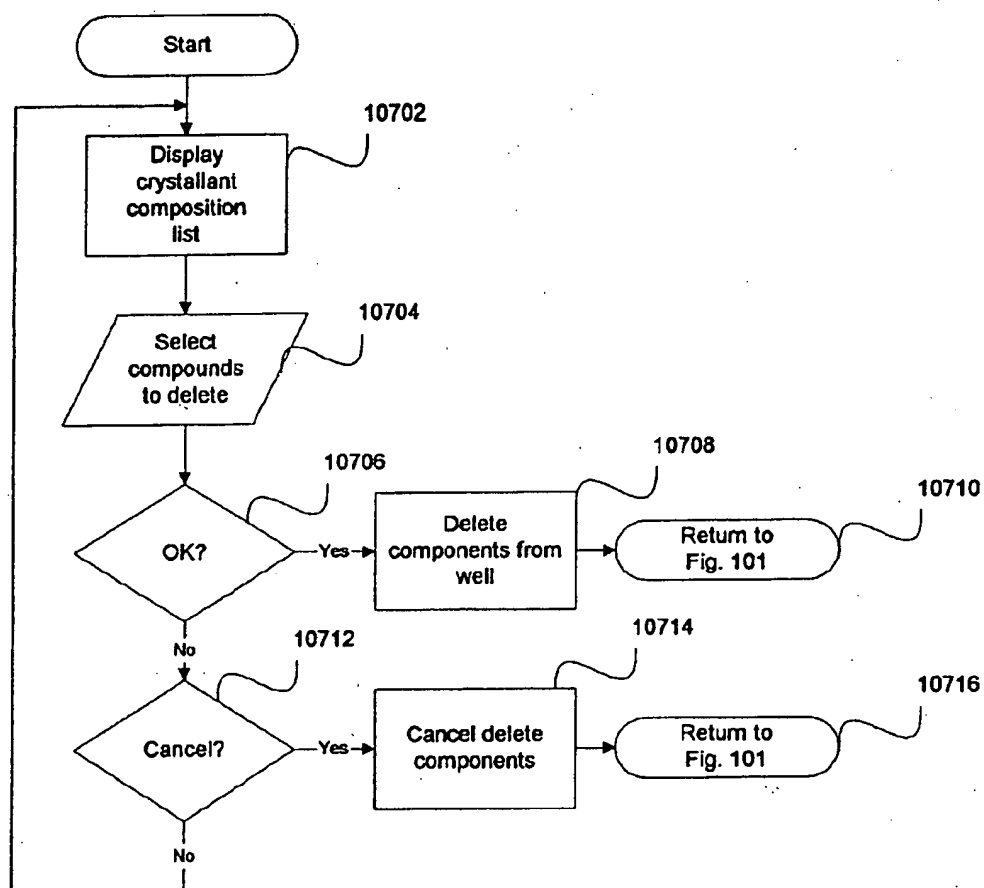 Start
10702
Display
crystallant
composition
list
10704
Select
compounds
to delete
10706
OK?
Yes
10708
Delete
components from
well
10710
Return to
Fig. 101
No
10712
Cancel?
Yes
10714
Cancel delete
components
10716
Return to
Fig. 101
No